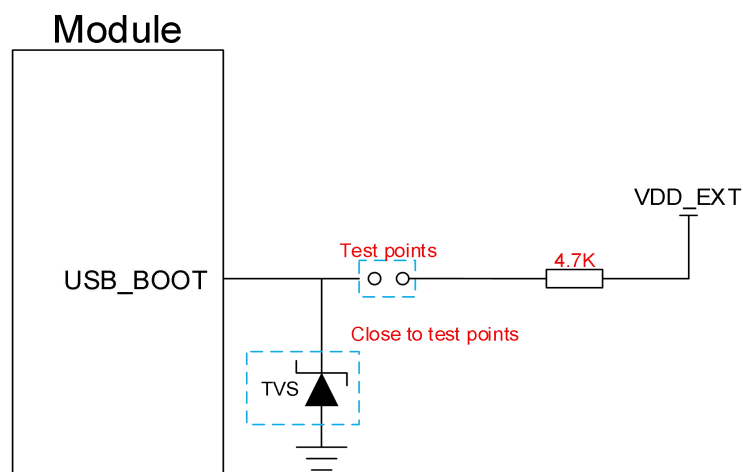 Module
VDD_EXT
Test points
4.7K
USB_BOOT
Close to test points
TVS